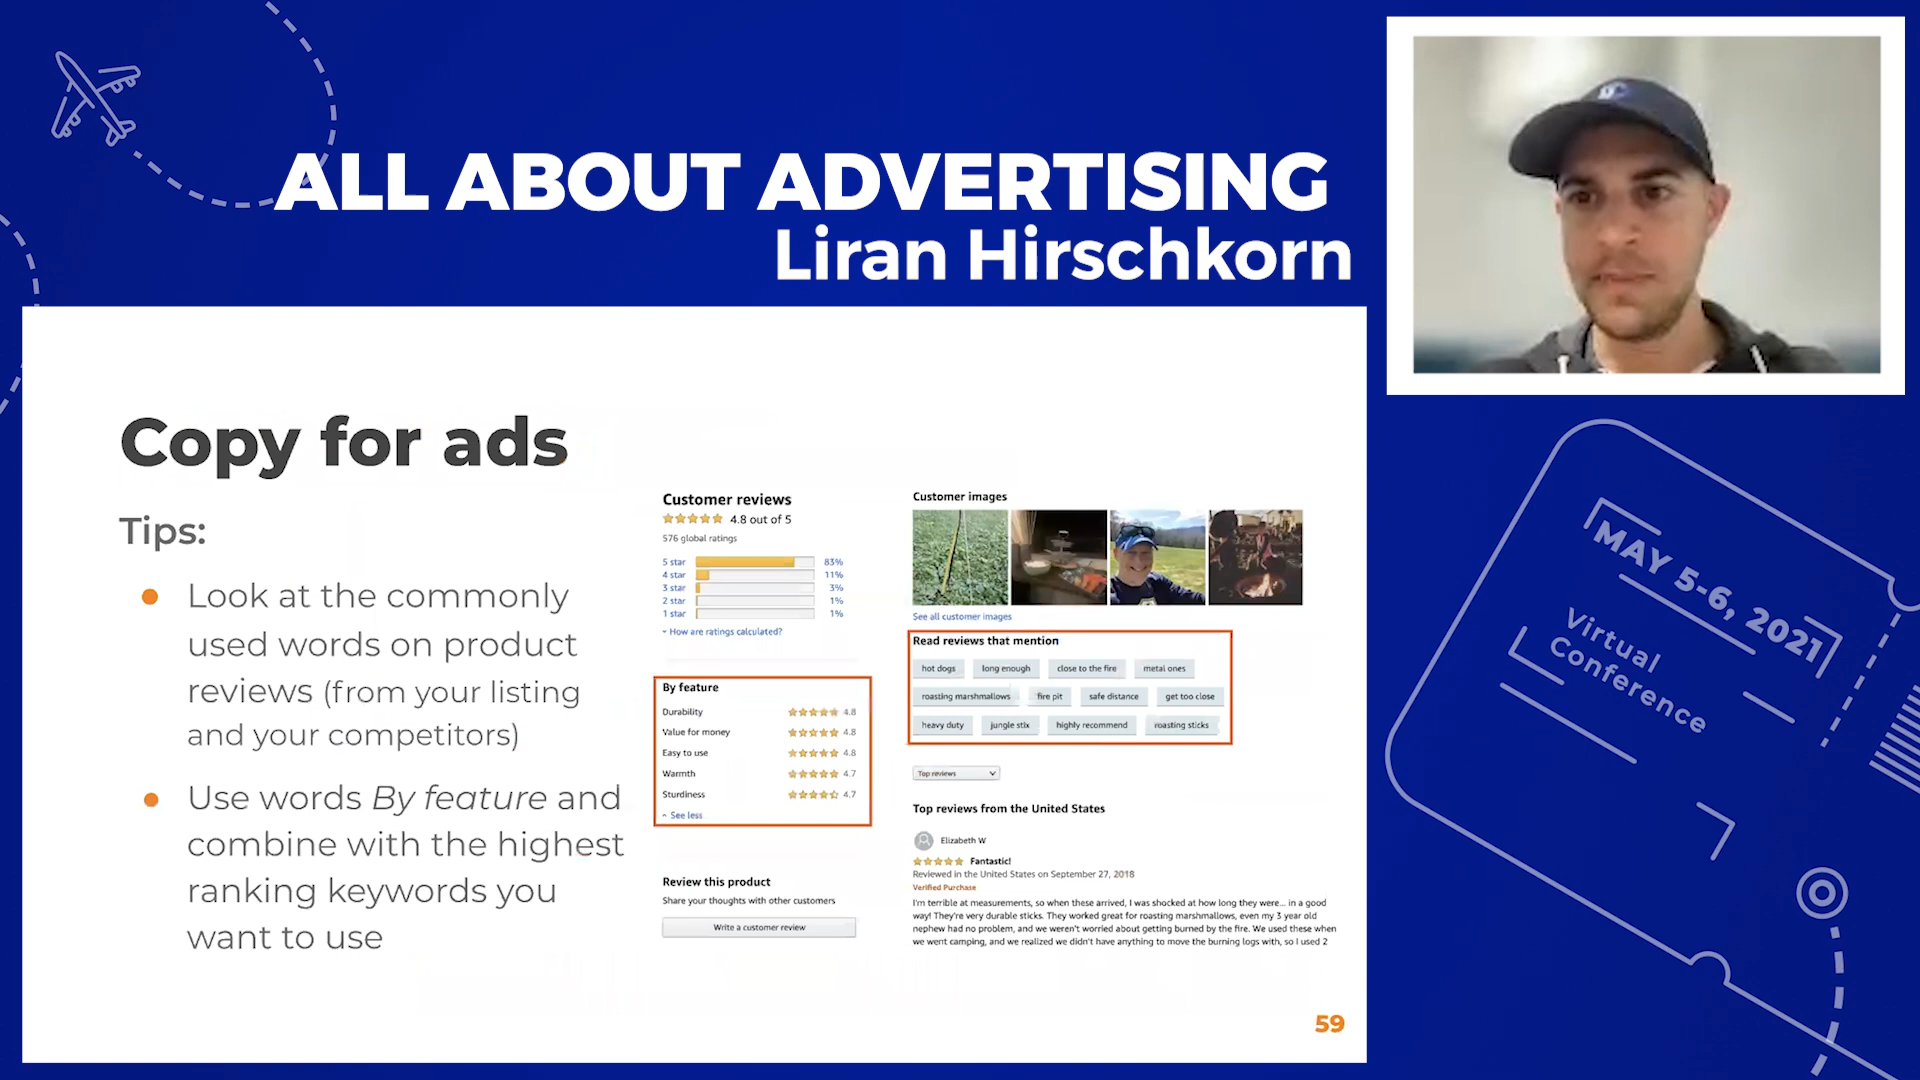 ALL ABOUT ADVERTISING
Liran Hirschkorn
Copy for ads
Tips:
Look at the commonly
used words on product
reviews (from your listing
and your competitors)
Use words By feature and
combine with the highest
ranking keywords you
want to use
Customer reviews
4.8 out of 5
576 global ratings
5 star 83%
4 star 11%
3 star 3%
2 star 1%
1 star 1%
How are ratings calculated?
By feature
Durability 4.8
Value for money 4.8
Easy to use 4.8
Warmth 4.7
Sturdiness 4.7
See less
Review this product
Share your thoughts with other customers
Write a customer review
Customer images
See all customer images
Read reviews that mention
hot dogs long enough close to the fire metal ones
roasting marshmallows fire pit safe distance get too close
heavy duty jungle stix highly recommend roasting sticks
Top reviews
Top reviews from the United States
Elizabeth W
Fantastic!
Reviewed in the United States on September 27, 2018
Verified Purchase
I'm terrible at measurements, so when these arrived, I was shocked at how long they were... in a good
way! They're very durable sticks. They worked great for roasting marshmallows, even my 3 year old
nephew had no problem, and we weren't worried about getting burned by the fire. We used these when
we went camping, and we realized we didn't have anything to move the burning logs with, so I used 2
59
MAY 5-6, 2021
Virtual
Conference